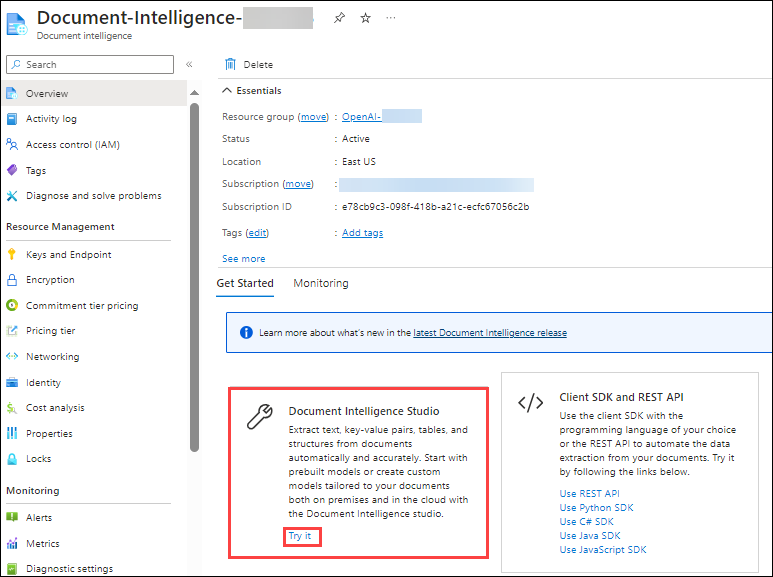 Document-Intelligence-
Document intelligence
Search
Overview
Activity log
Access control (IAM)
Tags
Diagnose and solve problems
Resource Management
Keys and Endpoint
Encryption
Commitment tier pricing
Pricing tier
Networking
Identity
Cost analysis
Properties
Locks
Monitoring
Alerts
Metrics
Diagnostic settings
Delete
Essentials
Resource group (move) : OpenAI-
Status : Active
Location : East US
Subscription (move) :
Subscription ID : e78cb9c3-098f-418b-a21c-ecfc67056c2b
Tags (edit) : Add tags
See more
Get Started Monitoring
Learn more about what's new in the latest Document Intelligence release
Document Intelligence Studio
Extract text, key-value pairs, tables, and
structures from documents
automatically and accurately. Start with
prebuilt models or create custom
models tailored to your documents
both on premises and in the cloud with
the Document Intelligence studio.
Try it
Client SDK and REST API
Use the client SDK with the
programming language of your choice
or the REST API to automate the data
extraction from your documents. Try it
by following the links below.
Use REST API
Use Python SDK
Use C# SDK
Use Java SDK
Use JavaScript SDK